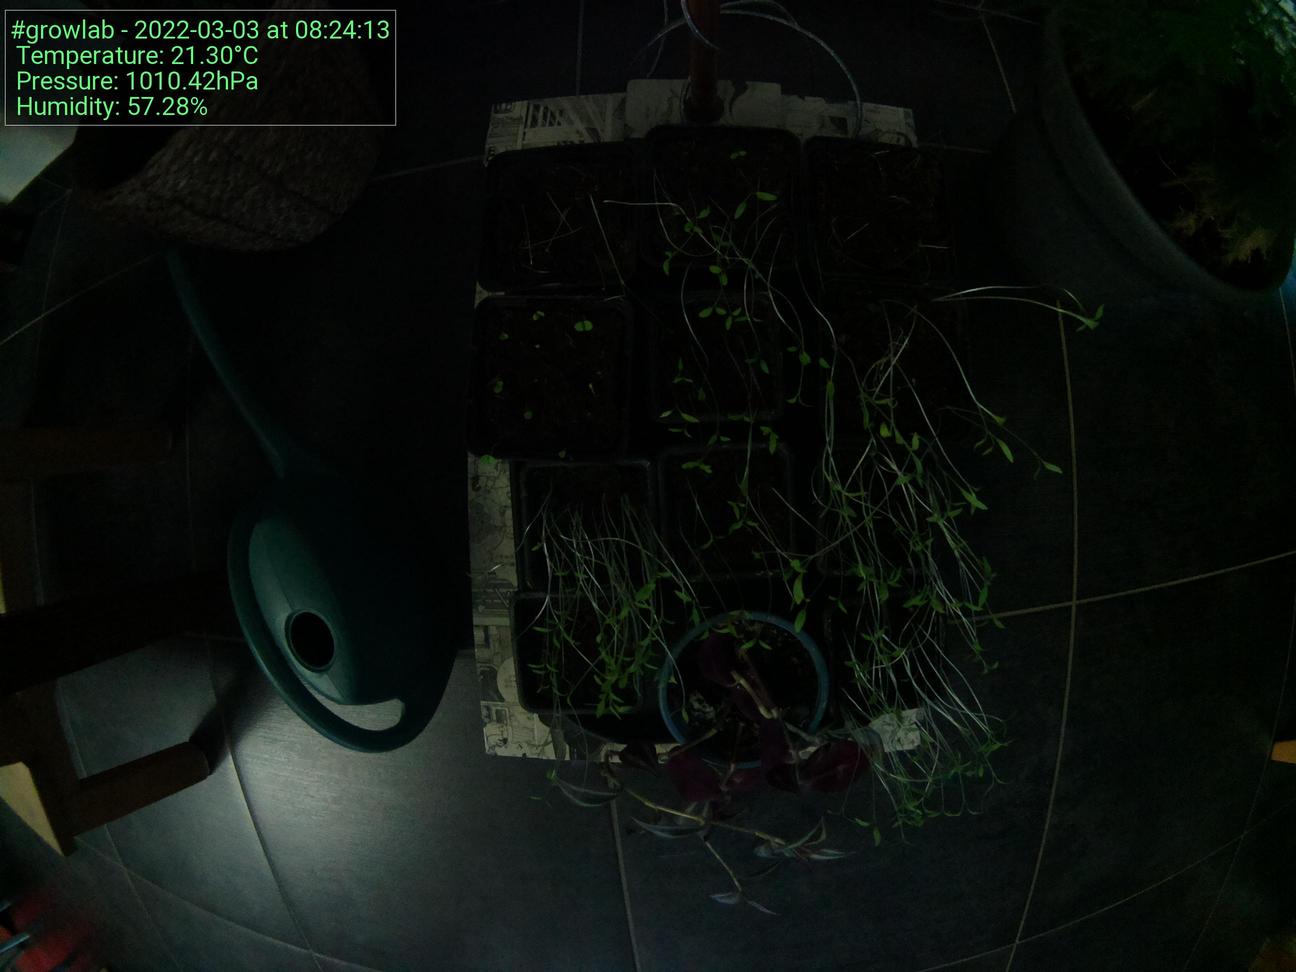 #growlab - 2022-03-03 at 08:24:13
Temperature: 21.30°C
Pressure: 1010.42hPa
Humidity: 57.28%